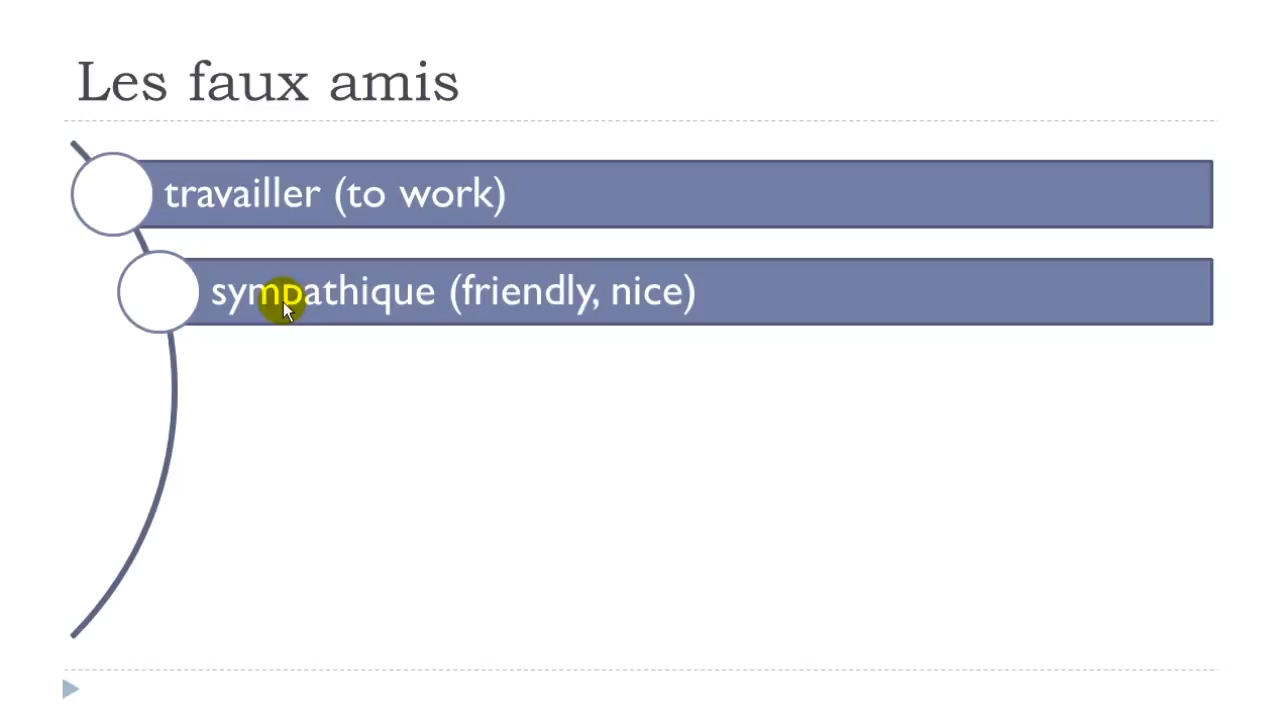 Les faux amis
travailler (to work)
sympathique (friendly, nice)